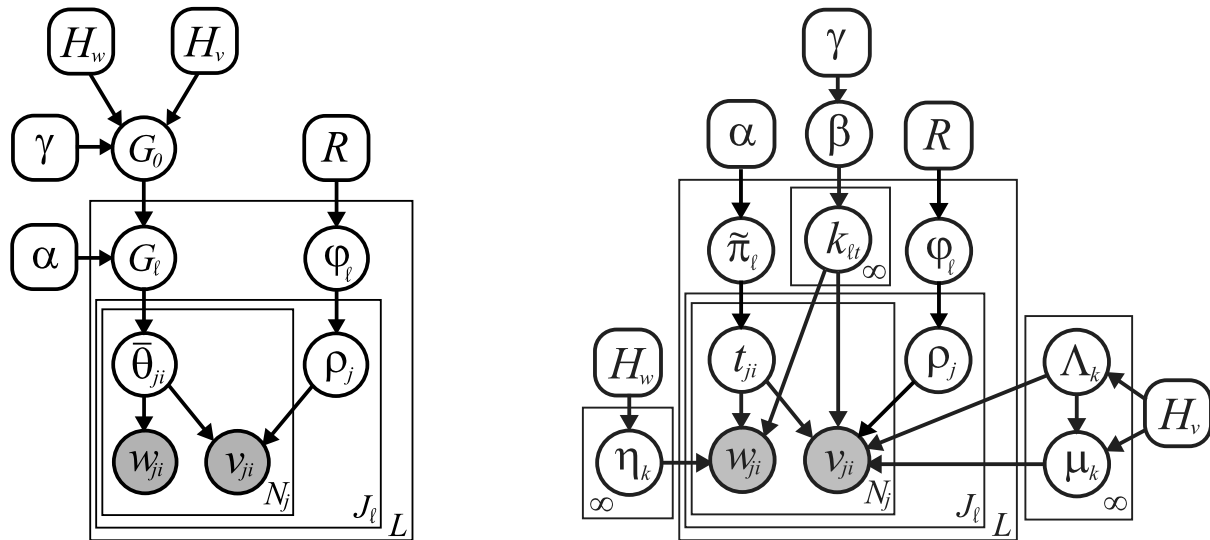 H_w H_v
γ G_0 R
α G_ℓ φ_ℓ
θ̄_ji ρ_j
w_ji v_ji N_j
J_ℓ L
γ
α β R
π̃_ℓ k_ℓt ∞ φ_ℓ
H_w t_ji ρ_j Λ_k H_v
η_k ∞ w_ji v_ji N_j μ_k ∞
J_ℓ L